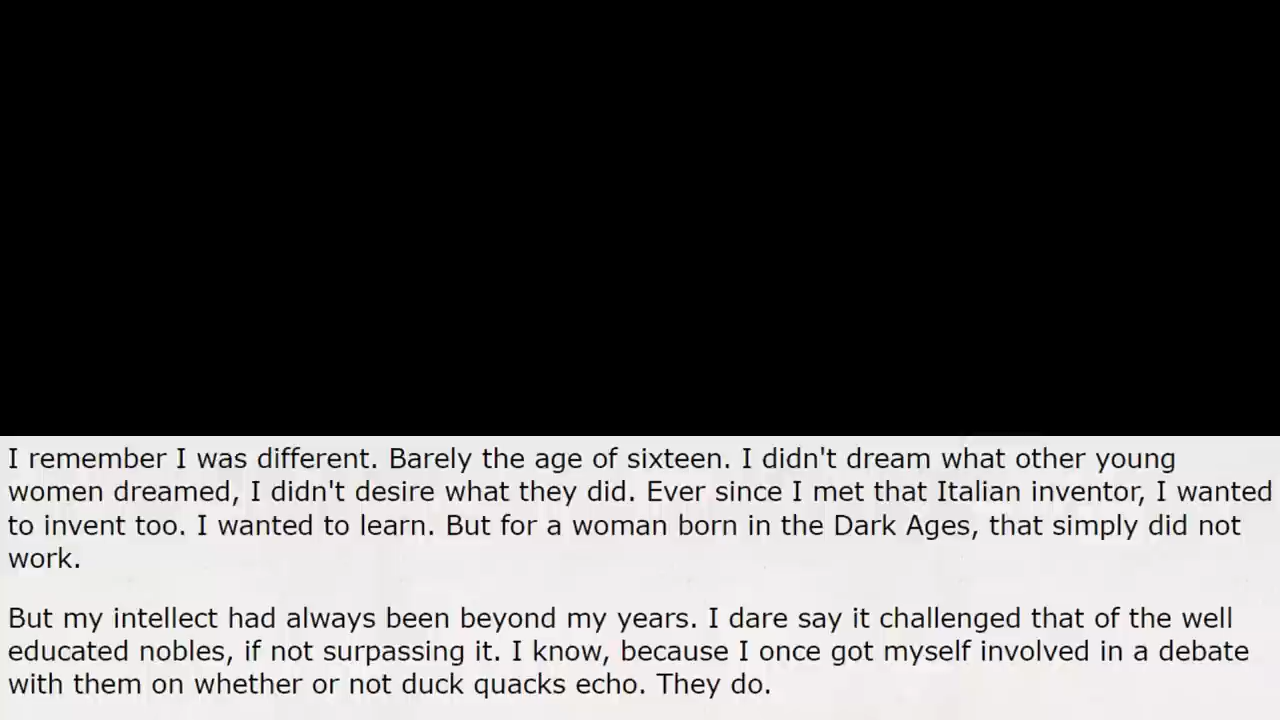 I remember I was different. Barely the age of sixteen. I didn't dream what other young
women dreamed, I didn't desire what they did. Ever since I met that Italian inventor, I wanted
to invent too. I wanted to learn. But for a woman born in the Dark Ages, that simply did not
work.
But my intellect had always been beyond my years. I dare say it challenged that of the well
educated nobles, if not surpassing it. I know, because I once got myself involved in a debate
with them on whether or not duck quacks echo. They do.